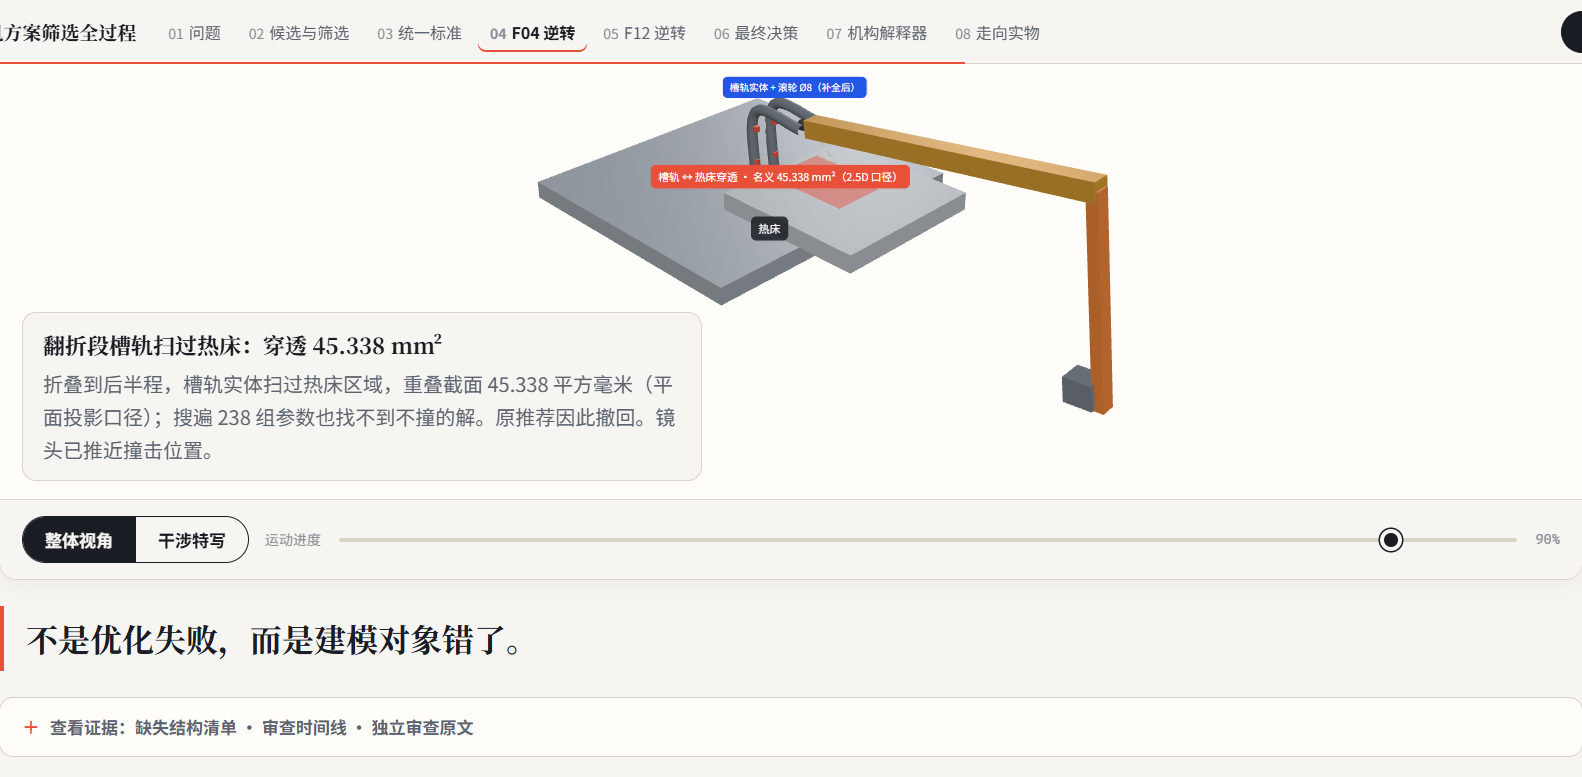 方案筛选全过程
01 问题
02 候选与筛选
03 统一标准
04 F04 逆转
05 F12 逆转
06 最终决策
07 机构解释器
08 走向实物
槽轨实体 + 滚轮 Ø8（补全后）
槽轨 ↔ 热床穿透 · 名义 45.338 mm²（2.5D 口径）
热床
翻折段槽轨扫过热床：穿透 45.338 mm²
折叠到后半程，槽轨实体扫过热床区域，重叠截面 45.338 平方毫米（平
面投影口径）；搜遍 238 组参数也找不到不撞的解。原推荐因此撤回。镜
头已推近撞击位置。
整体视角
干涉特写
运动进度
90%
不是优化失败，而是建模对象错了。
+ 查看证据：缺失结构清单 · 审查时间线 · 独立审查原文